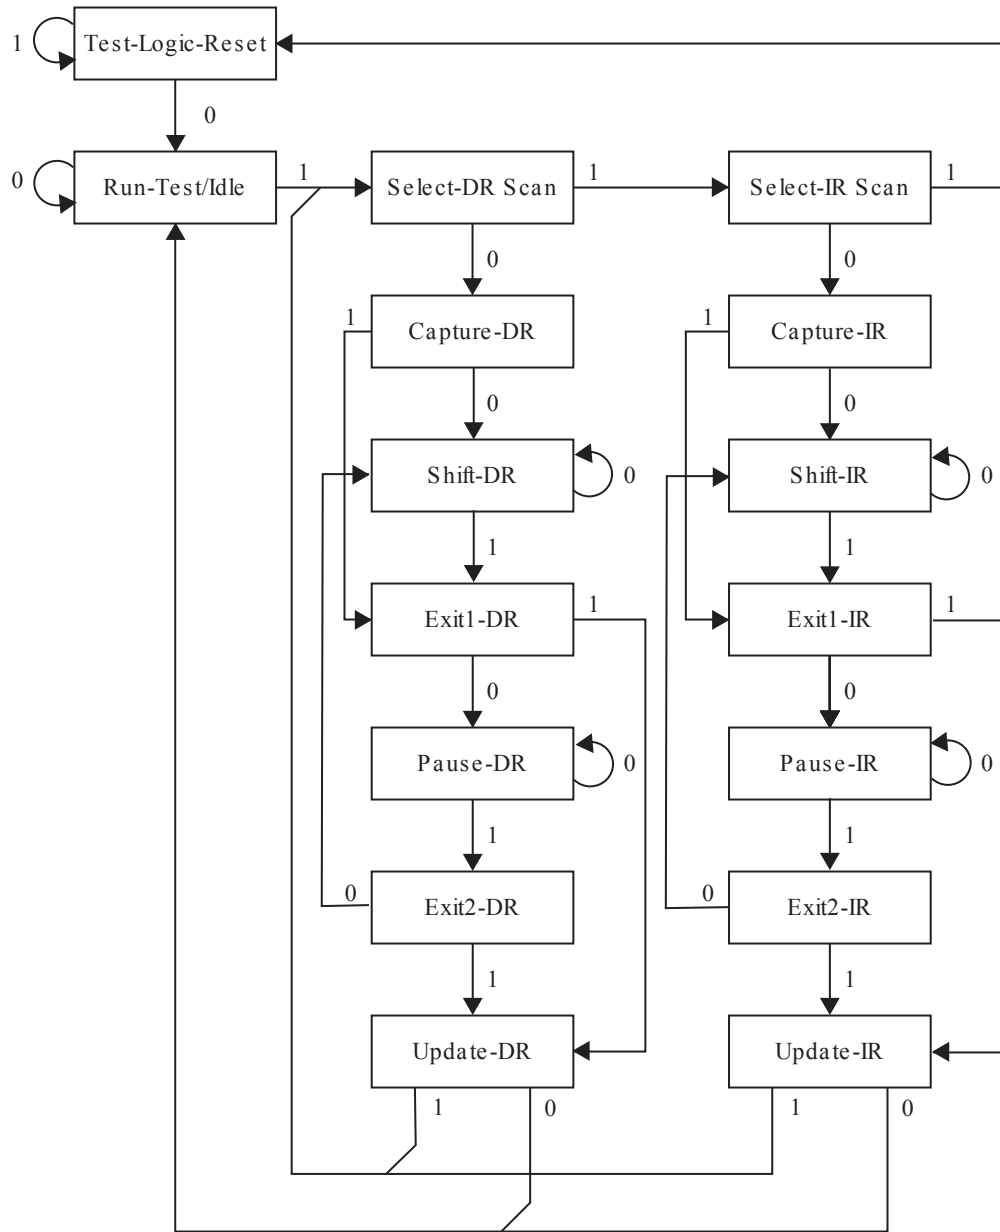 1 Test-Logic-Reset
0
0 Run-Test/Idle 1 Select-DR Scan 1 Select-IR Scan 1
0 0
1 Capture-DR 1 Capture-IR
0 0
Shift-DR 0 Shift-IR 0
1 1
Exit1-DR 1 Exit1-IR 1
0 0
Pause-DR 0 Pause-IR 0
1 1
0 Exit2-DR 0 Exit2-IR
1 1
Update-DR Update-IR
1 0 1 0